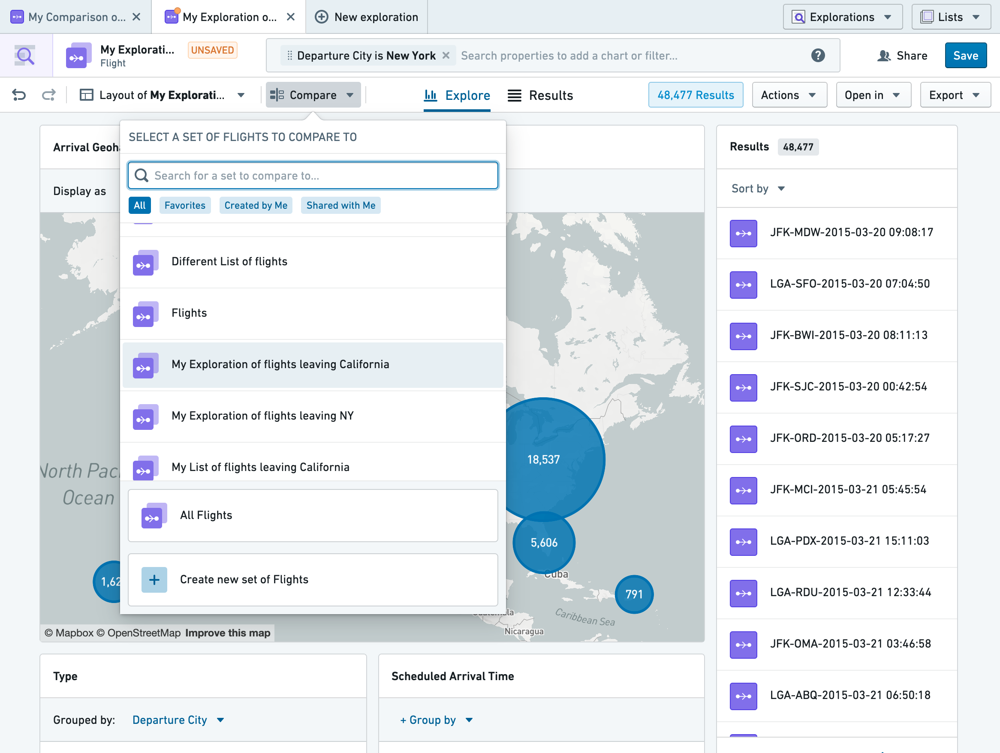 My Comparison o...
My Exploration o...
New exploration
Explorations
Lists
My Explorati...
UNSAVED
Flight
Departure City is New York
Search properties to add a chart or filter...
Share
Save
Layout of My Explorati...
Compare
Explore
Results
48,477 Results
Actions
Open in
Export
SELECT A SET OF FLIGHTS TO COMPARE TO
Search for a set to compare to...
All
Favorites
Created by Me
Shared with Me
Different List of flights
Flights
My Exploration of flights leaving California
My Exploration of flights leaving NY
My List of flights leaving California
All Flights
Create new set of Flights
Arrival
Display as
North
Ocean
18,537
5,606
791
Cuba
Caribbean Sea
Nicaragua
© Mapbox © OpenStreetMap Improve this map
Type
Grouped by: Departure City
Scheduled Arrival Time
+ Group by
Results 48,477
Sort by
JFK-MDW-2015-03-20 09:08:17
LGA-SFO-2015-03-20 07:04:50
JFK-BWI-2015-03-20 08:11:13
JFK-SJC-2015-03-20 00:42:54
JFK-ORD-2015-03-20 05:17:27
JFK-MCI-2015-03-21 05:45:54
LGA-PDX-2015-03-21 15:11:03
LGA-RDU-2015-03-21 12:33:44
JFK-OMA-2015-03-21 03:46:58
LGA-ABQ-2015-03-21 06:50:18